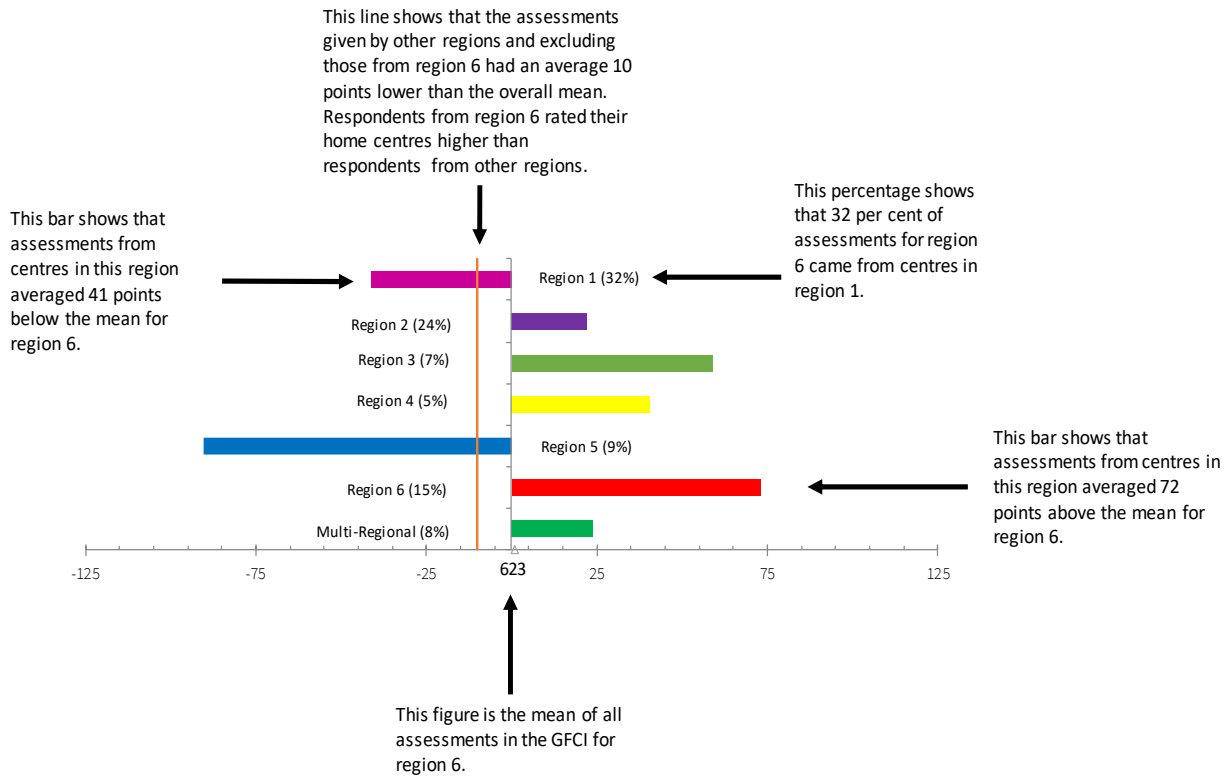 This line shows that the assessments
given by other regions and excluding
those from region 6 had an average 10
points lower than the overall mean.
Respondents from region 6 rated their
home centres higher than
respondents from other regions.
This bar shows that
assessments from
centres in this region
averaged 41 points
below the mean for
region 6.
This percentage shows
that 32 per cent of
assessments for region
6 came from centres in
region 1.
Region 1 (32%)
Region 2 (24%)
Region 3 (7%)
Region 4 (5%)
Region 5 (9%)
Region 6 (15%)
Multi-Regional (8%)
This bar shows that
assessments from centres in
this region averaged 72
points above the mean for
region 6.
-125 -75 -25 623 25 75 125
This figure is the mean of all
assessments in the GFCI for
region 6.